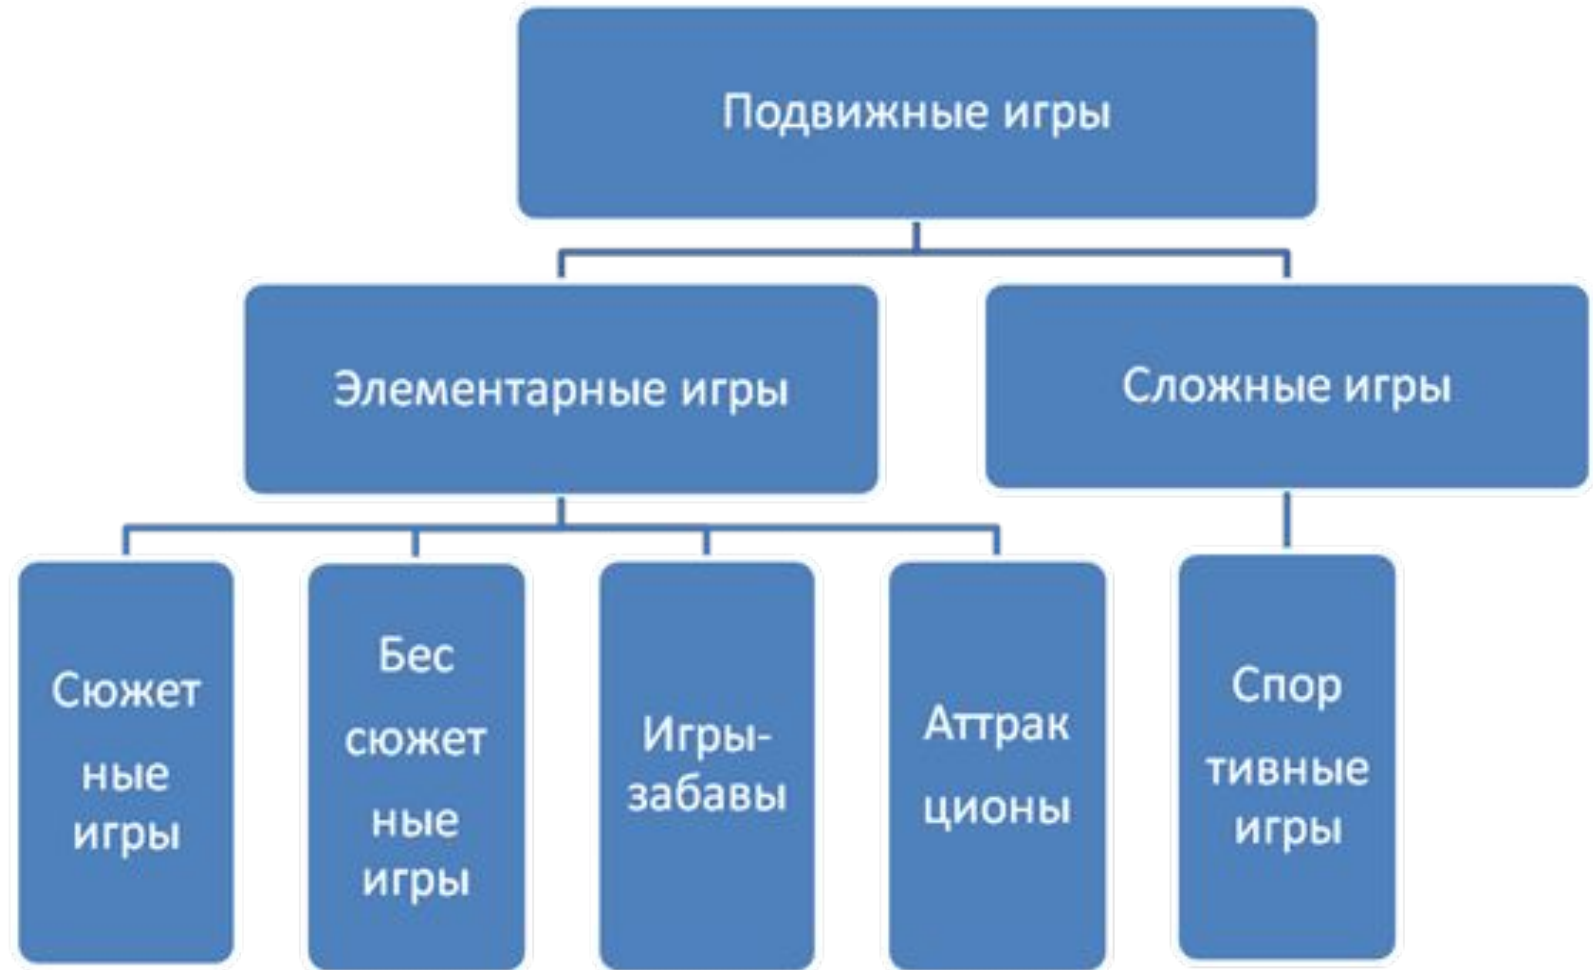 Подвижные игры
Элементарные игры
Сложные игры
Сюжет
ные
игры
Бес
сюжет
ные
игры
Игры-
забавы
Аттрак
ционы
Спор
тивные
игры